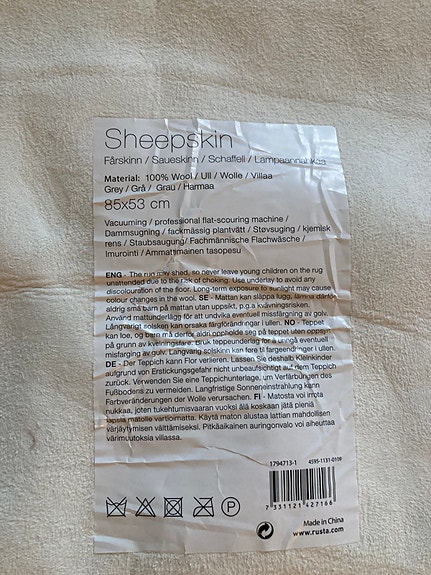 Sheepskin
Fårskinn / Saueskinn / Schaffell / Lampaannahkaa
Material: 100% Wool / Ull / Wolle / Villaa
Grey / Grå / Grau / Harmaa
85x53 cm
Vacuuming / professional flat-scouring machine /
Dammsugning / fackmässig plantvätt / Støvsuging / kjemisk
rens / Staubsaugung / Fachmännische Flachwäsche /
Imurointi / Ammattimainen tasopesu
ENG - The rug may shed, so never leave young children on the rug
unattended due to the risk of choking. Use underlay to avoid any
discolouration of the floor. Long-term exposure to sunlight may cause
colour changes in the wool. SE - Mattan kan släppa lugg, lämna därför
aldrig små barn på mattan utan uppsikt, p.g.a kvävningsrisken.
Använd mattunderlägg för att undvika eventuell missfärgning av golv.
Långvarigt solsken kan orsaka färgförändringar i ullen. NO - Teppet
kan loe, og barn må derfor aldri oppholde seg på teppet uten oppsyn
på grunn av kvelningsfare. Bruk teppeunderlag for å unngå eventuell
misfarging av gulv. Langvarig solskinn kan føre til fargeendringer i ullen.
DE - Der Teppich kann Flor verlieren. Lassen Sie deshalb Kleinkinder
aufgrund von Erstickungsgefahr nicht unbeaufsichtigt auf dem Teppich
zurück. Verwenden Sie eine Teppichunterlage, um Verfärbungen des
Fußbodens zu vermeiden. Langfristige Sonneneinstrahlung kann
Farbveränderungen der Wolle verursachen. FI - Matosta voi irrota
nukkaa, joten tukehtumisvaaran vuoksi älä koskaan jätä pieniä
lapsia matolle vartioimatta. Käytä maton alustaa lattian mahdollisen
värjäytymisen välttämiseksi. Pitkäaikainen auringonvalo voi aiheuttaa
värimuutoksia villassa.
1794713-1 4595-1131-0109
7 331121 427166
P
Made in China
www.rusta.com